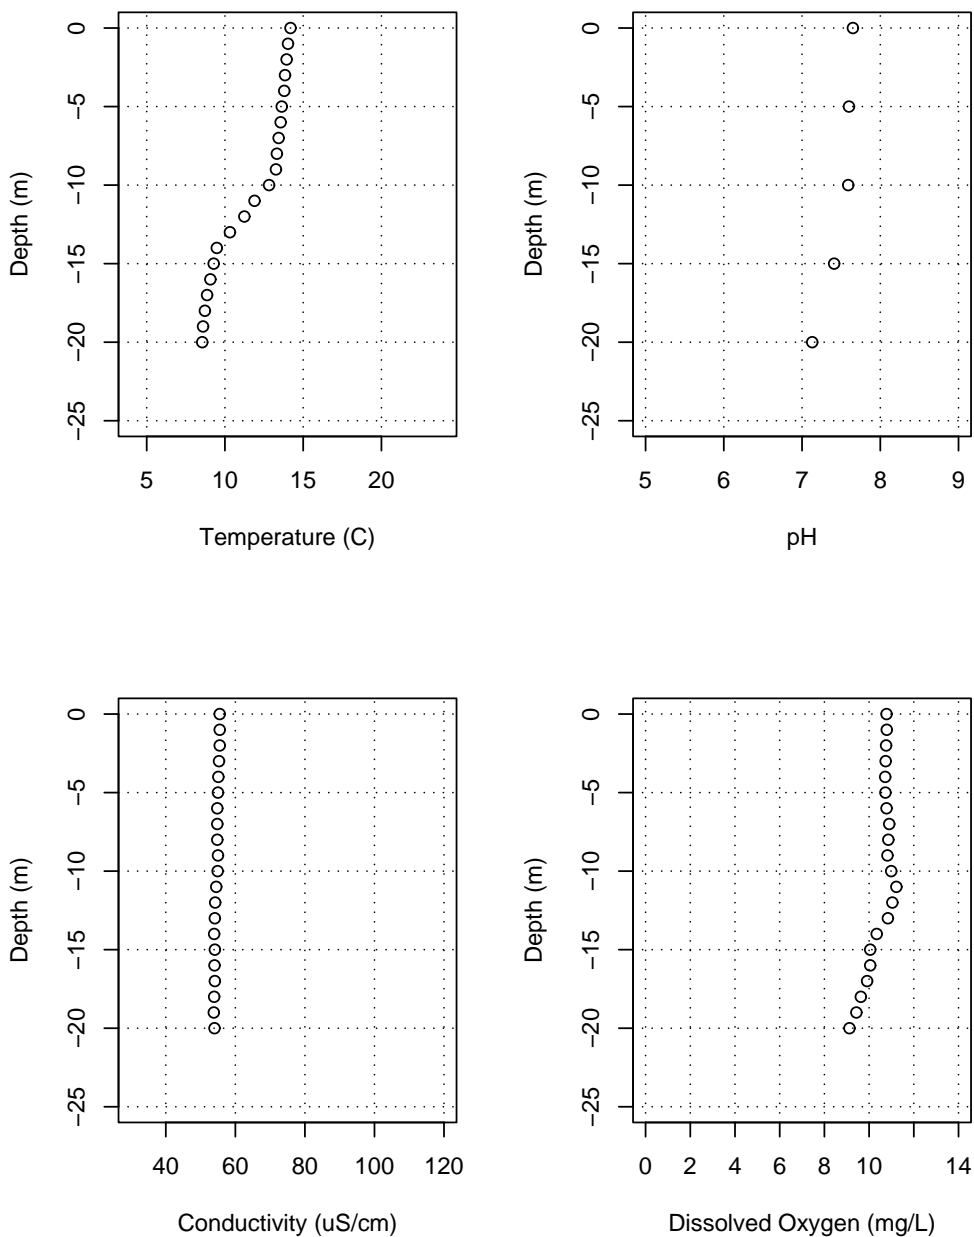 0
−5
−10
−15
−20
−25
Depth (m)
5 10 15 20
Temperature (C)
0
−5
−10
−15
−20
−25
Depth (m)
5 6 7 8 9
pH
0
−5
−10
−15
−20
−25
Depth (m)
40 60 80 100 120
Conductivity (uS/cm)
0
−5
−10
−15
−20
−25
Depth (m)
0 2 4 6 8 10 14
Dissolved Oxygen (mg/L)